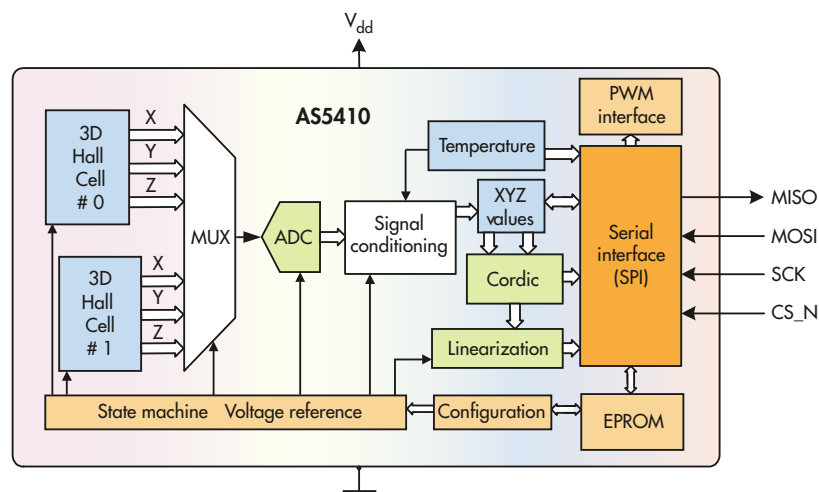 Vdd
AS5410
3D
Hall
Cell
# 0
X
Y
Z
3D
Hall
Cell
# 1
X
Y
Z
MUX
ADC
Signal
conditioning
Temperature
XYZ
values
Cordic
Linearization
PWM
interface
Serial
interface
(SPI)
MISO
MOSI
SCK
CS_N
State machine Voltage reference
Configuration
EPROM